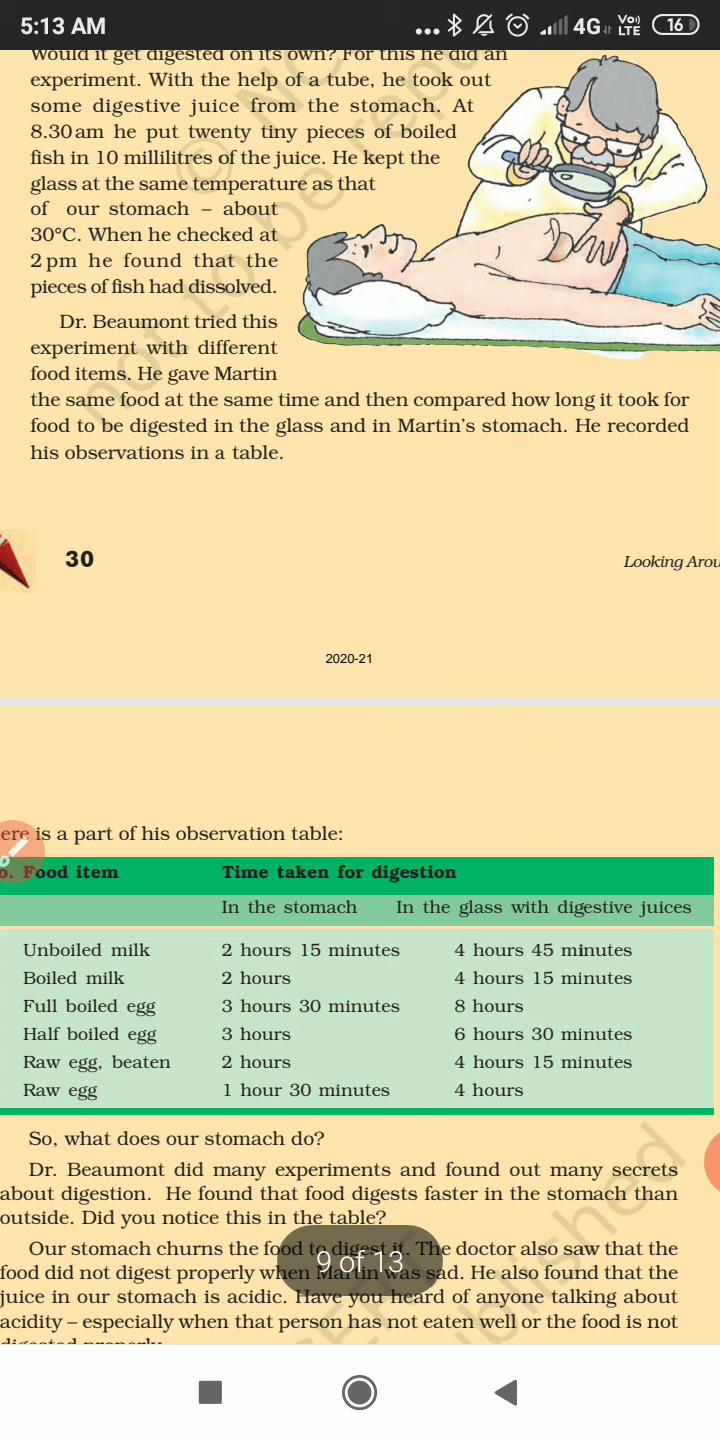 5:13 AM
... 4G Vo)) LTE 16
Would it get digested on its own? For this he did an
experiment. With the help of a tube, he took out
some digestive juice from the stomach. At
8.30 am he put twenty tiny pieces of boiled
fish in 10 millilitres of the juice. He kept the
glass at the same temperature as that
of our stomach – about
30°C. When he checked at
2 pm he found that the
pieces of fish had dissolved.
Dr. Beaumont tried this
experiment with different
food items. He gave Martin
the same food at the same time and then compared how long it took for
food to be digested in the glass and in Martin's stomach. He recorded
his observations in a table.
30
Looking Arou
2020-21
ere is a part of his observation table:
o. Food item Time taken for digestion
In the stomach In the glass with digestive juices
Unboiled milk 2 hours 15 minutes 4 hours 45 minutes
Boiled milk 2 hours 4 hours 15 minutes
Full boiled egg 3 hours 30 minutes 8 hours
Half boiled egg 3 hours 6 hours 30 minutes
Raw egg, beaten 2 hours 4 hours 15 minutes
Raw egg 1 hour 30 minutes 4 hours
So, what does our stomach do?
Dr. Beaumont did many experiments and found out many secrets
about digestion. He found that food digests faster in the stomach than
outside. Did you notice this in the table?
Our stomach churns the food to digest it. The doctor also saw that the
9 of 13
food did not digest properly when Martin was sad. He also found that the
juice in our stomach is acidic. Have you heard of anyone talking about
acidity – especially when that person has not eaten well or the food is not
digested properly.